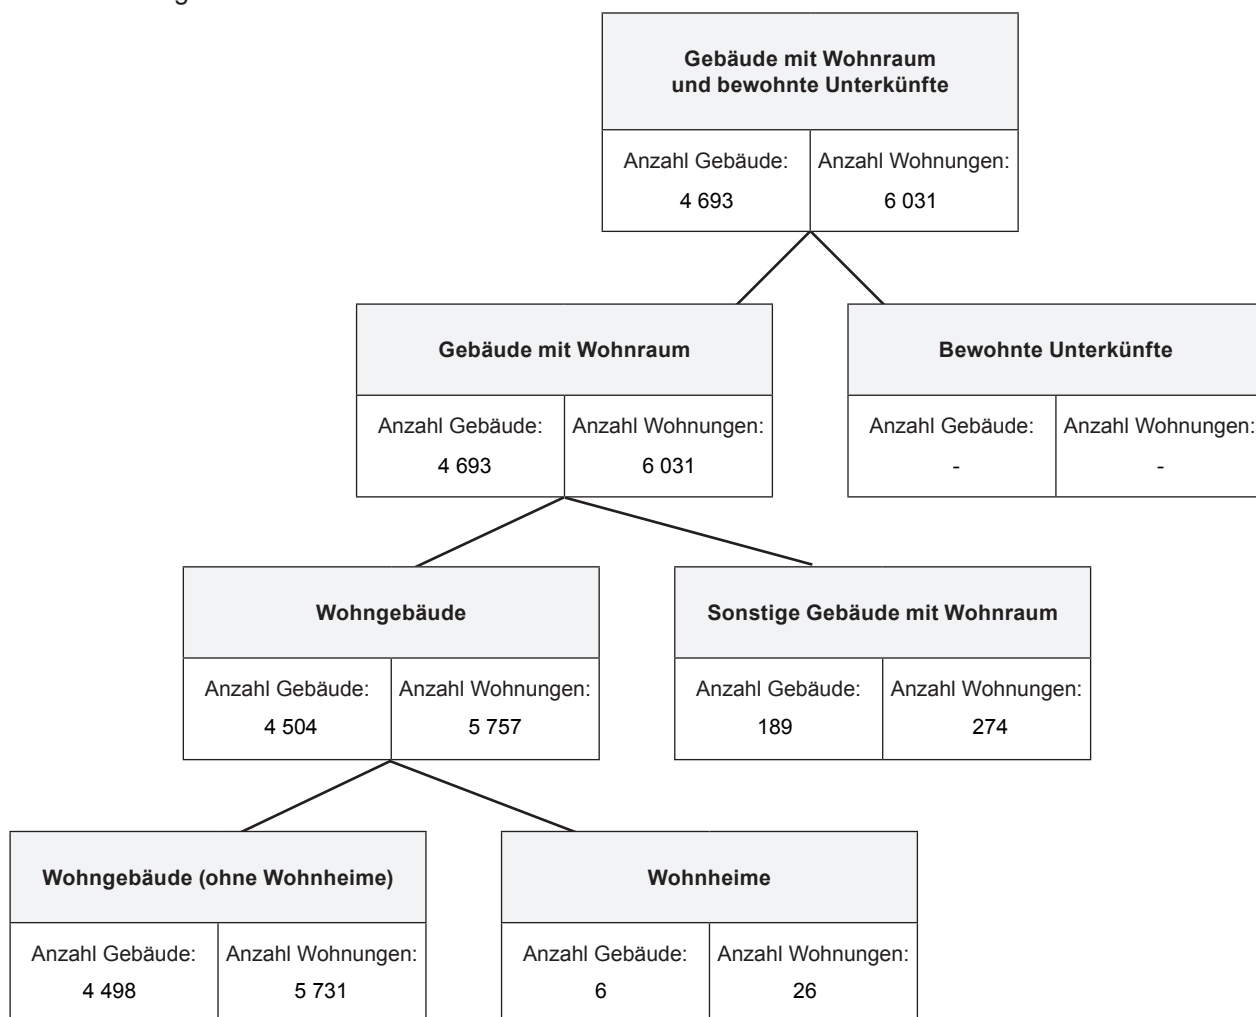 Gebäude mit Wohnraum
und bewohnte Unterkünfte
Anzahl Gebäude: Anzahl Wohnungen:
4 693 6 031
Gebäude mit Wohnraum
Bewohnte Unterkünfte
Anzahl Gebäude: Anzahl Wohnungen:
4 693 6 031
Anzahl Gebäude: Anzahl Wohnungen:
- -
Wohngebäude
Sonstige Gebäude mit Wohnraum
Anzahl Gebäude: Anzahl Wohnungen:
4 504 5 757
Anzahl Gebäude: Anzahl Wohnungen:
189 274
Wohngebäude (ohne Wohnheime)
Wohnheime
Anzahl Gebäude: Anzahl Wohnungen:
4 498 5 731
Anzahl Gebäude: Anzahl Wohnungen:
6 26